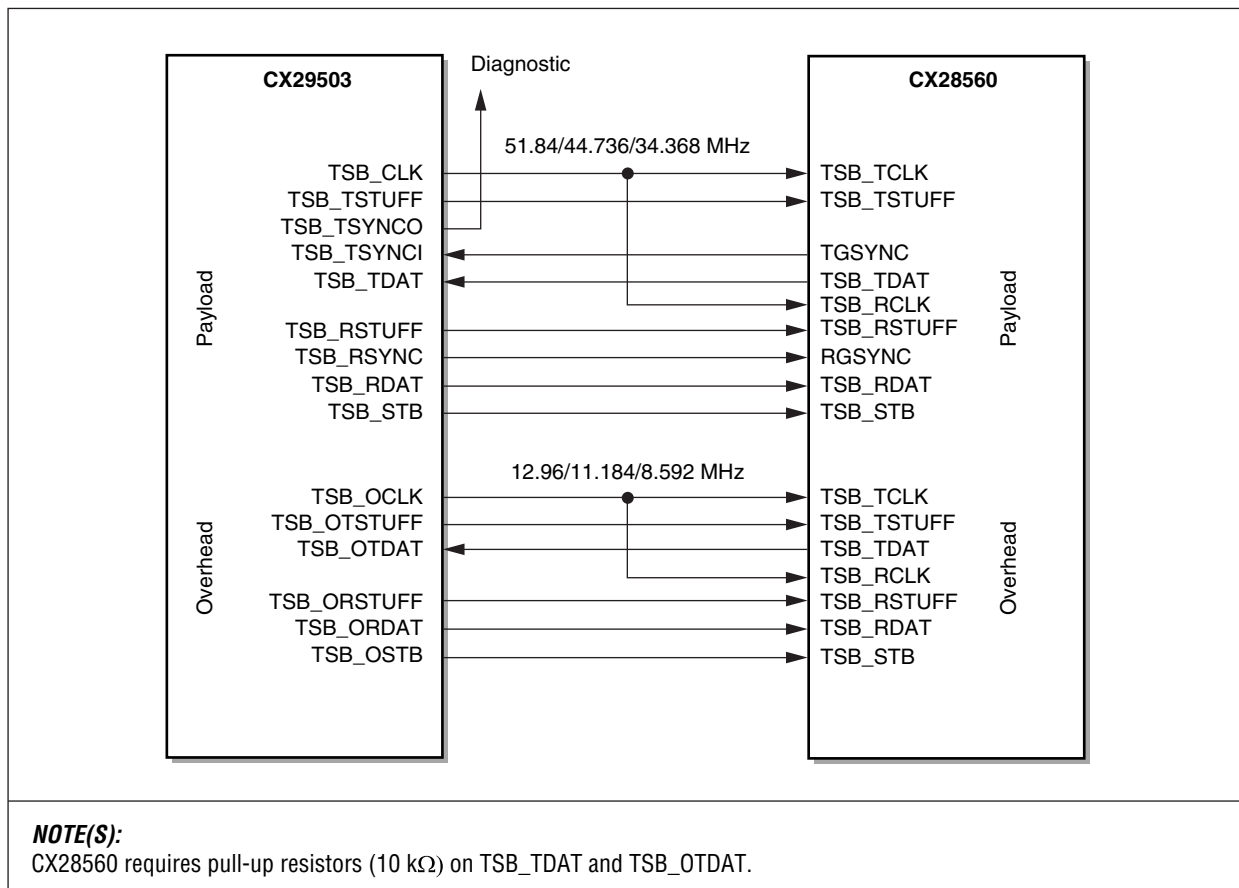 Diagnostic
CX29503
CX28560
51.84/44.736/34.368 MHz
TSB_CLK
TSB_TSTUFF
TSB_TSYNCO
TSB_TSYNCI
TSB_TDAT
TSB_RSTUFF
TSB_RSYNC
TSB_RDAT
TSB_STB
Payload
TSB_TCLK
TSB_TSTUFF
TGSYNC
TSB_TDAT
TSB_RCLK
TSB_RSTUFF
RGSYNC
TSB_RDAT
TSB_STB
Payload
12.96/11.184/8.592 MHz
TSB_OCLK
TSB_OTSTUFF
TSB_OTDAT
TSB_ORSTUFF
TSB_ORDAT
TSB_OSTB
Overhead
TSB_TCLK
TSB_TSTUFF
TSB_TDAT
TSB_RCLK
TSB_RSTUFF
TSB_RDAT
TSB_STB
Overhead
NOTE(S):
CX28560 requires pull-up resistors (10 kΩ) on TSB_TDAT and TSB_OTDAT.